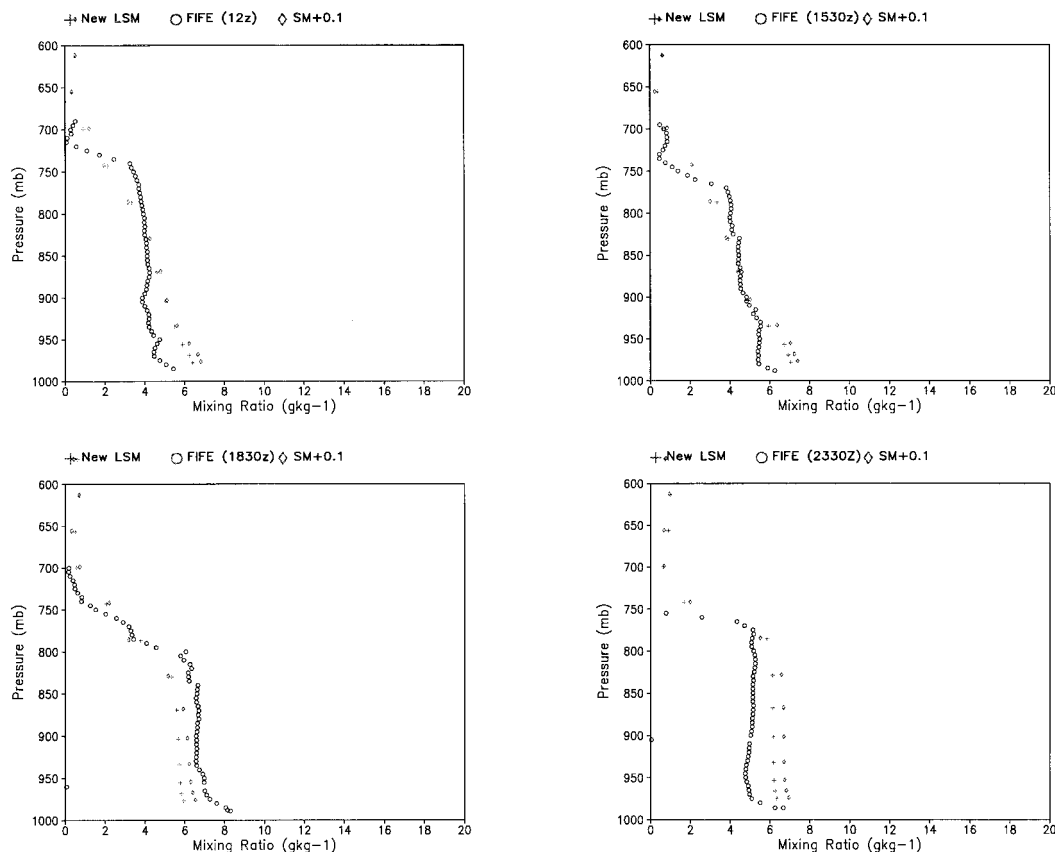 New LSM FIFE (12z) SM+0.1
600
650
700
750
800
850
900
950
1000
Pressure (mb)
0 2 4 6 8 10 12 14 16 18 20
Mixing Ratio (gkg-1)
New LSM FIFE (1530z) SM+0.1
600
650
700
750
800
850
900
950
1000
Pressure (mb)
0 2 4 6 8 10 12 14 16 18 20
Mixing Ratio (gkg-1)
New LSM FIFE (1830z) SM+0.1
600
650
700
750
800
850
900
950
1000
Pressure (mb)
0 2 4 6 8 10 12 14 16 18 20
Mixing Ratio (gkg-1)
New LSM FIFE (2330Z) SM+0.1
600
650
700
750
800
850
900
950
1000
Pressure (mb)
0 2 4 6 8 10 12 14 16 18 20
Mixing Ratio (gkg-1)